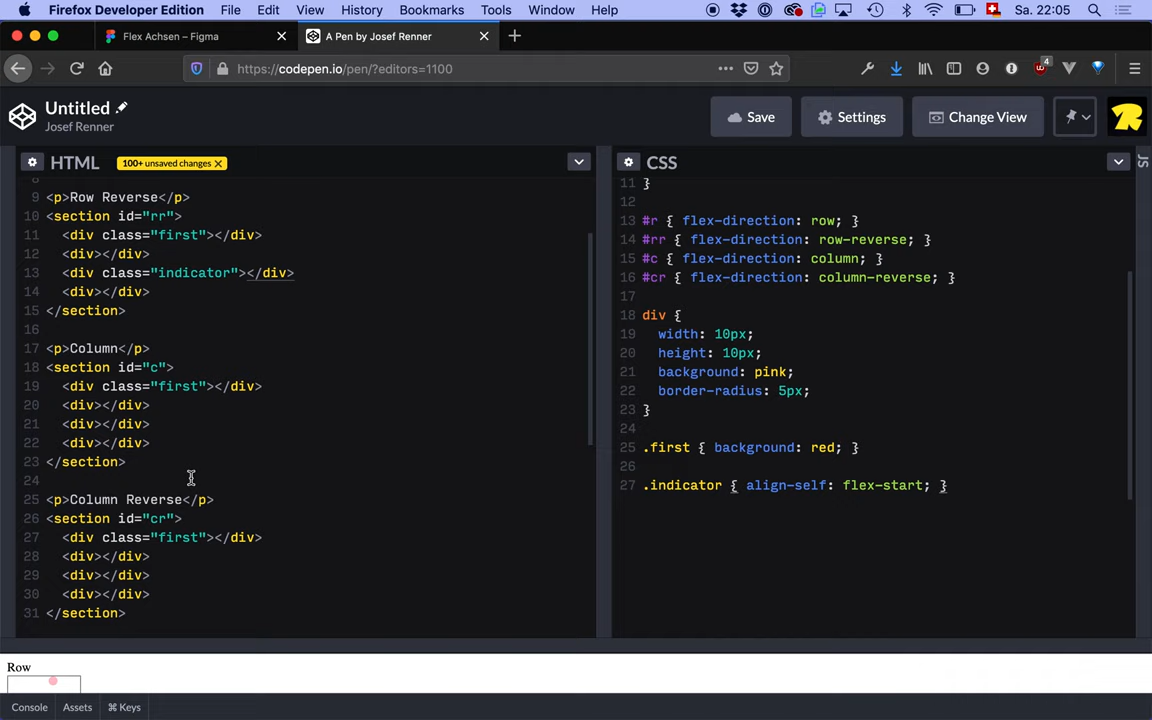 Firefox Developer Edition File Edit View History Bookmarks Tools Window Help Sa. 22:05
Flex Achsen – Figma
A Pen by Josef Renner
https://codepen.io/pen/?editors=1100
4
Untitled
Josef Renner
Save
Settings
Change View
HTML
100+ unsaved changes
8
9 <p>Row Reverse</p>
10 <section id="rr">
11 <div class="first"></div>
12 <div></div>
13 <div class="indicator"></div>
14 <div></div>
15 </section>
16
17 <p>Column</p>
18 <section id="c">
19 <div class="first"></div>
20 <div></div>
21 <div></div>
22 <div></div>
23 </section>
24
25 <p>Column Reverse</p>
26 <section id="cr">
27 <div class="first"></div>
28 <div></div>
29 <div></div>
30 <div></div>
31 </section>
CSS
11 }
12
13 #r { flex-direction: row; }
14 #rr { flex-direction: row-reverse; }
15 #c { flex-direction: column; }
16 #cr { flex-direction: column-reverse; }
17
18 div {
19 width: 10px;
20 height: 10px;
21 background: pink;
22 border-radius: 5px;
23 }
24
25 .first { background: red; }
26
27 .indicator { align-self: flex-start; }
JS
Row
Console
Assets
⌘ Keys